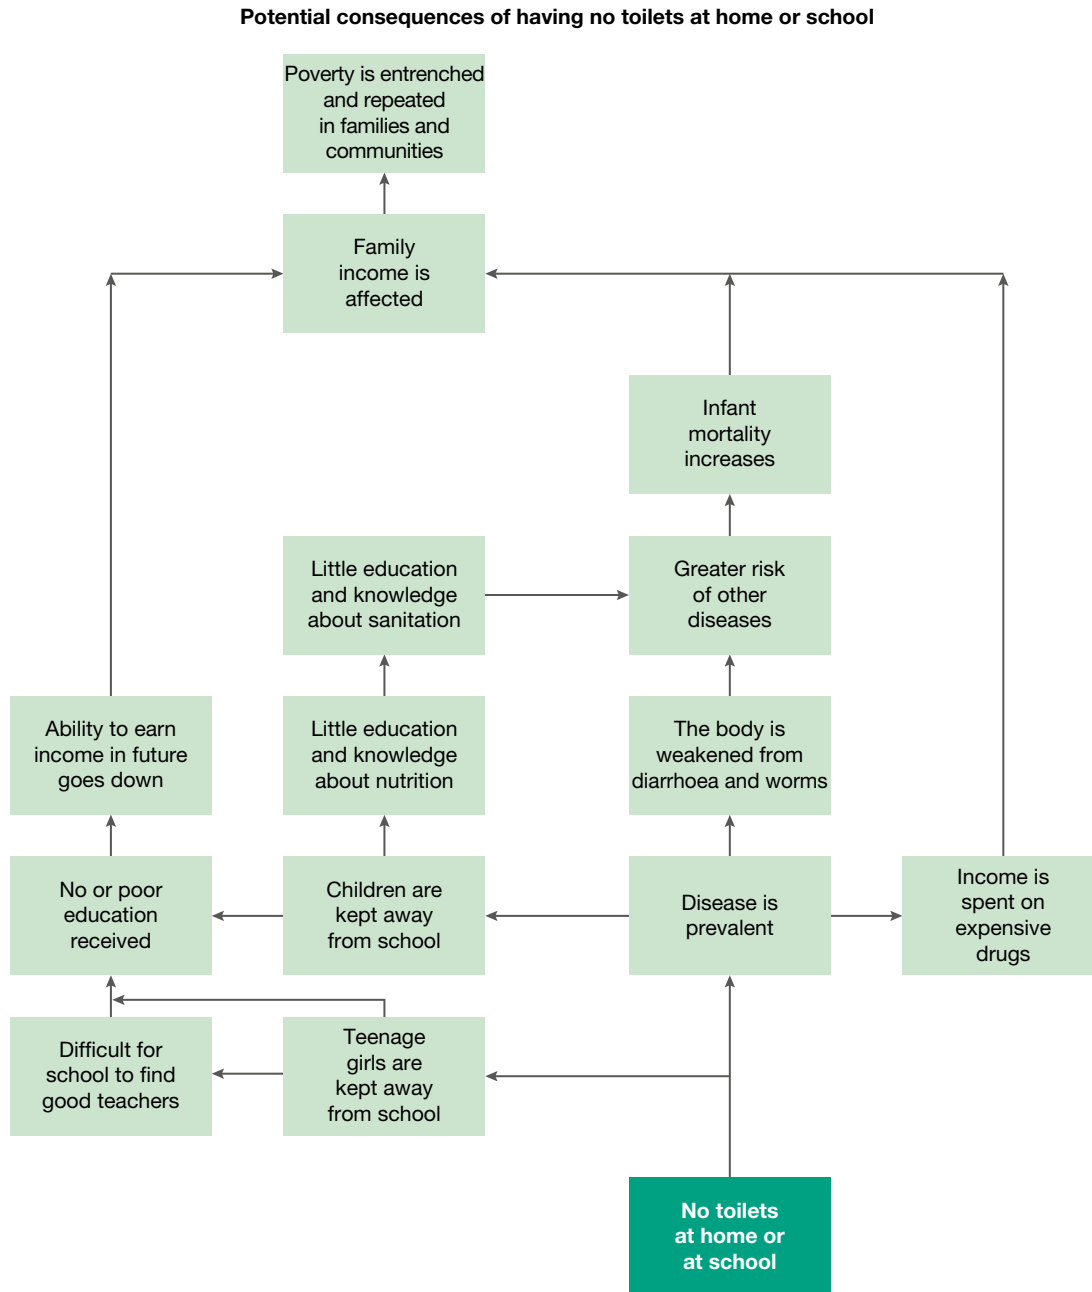 Potential consequences of having no toilets at home or school
Poverty is entrenched
and repeated
in families and
communities
Family
income is
affected
Infant
mortality
increases
Little education
and knowledge
about sanitation
Greater risk
of other
diseases
Ability to earn
income in future
goes down
Little education
and knowledge
about nutrition
The body is
weakened from
diarrhoea and worms
No or poor
education
received
Children are
kept away
from school
Disease is
prevalent
Income is
spent on
expensive
drugs
Difficult for
school to find
good teachers
Teenage
girls are
kept away
from school
No toilets
at home or
at school